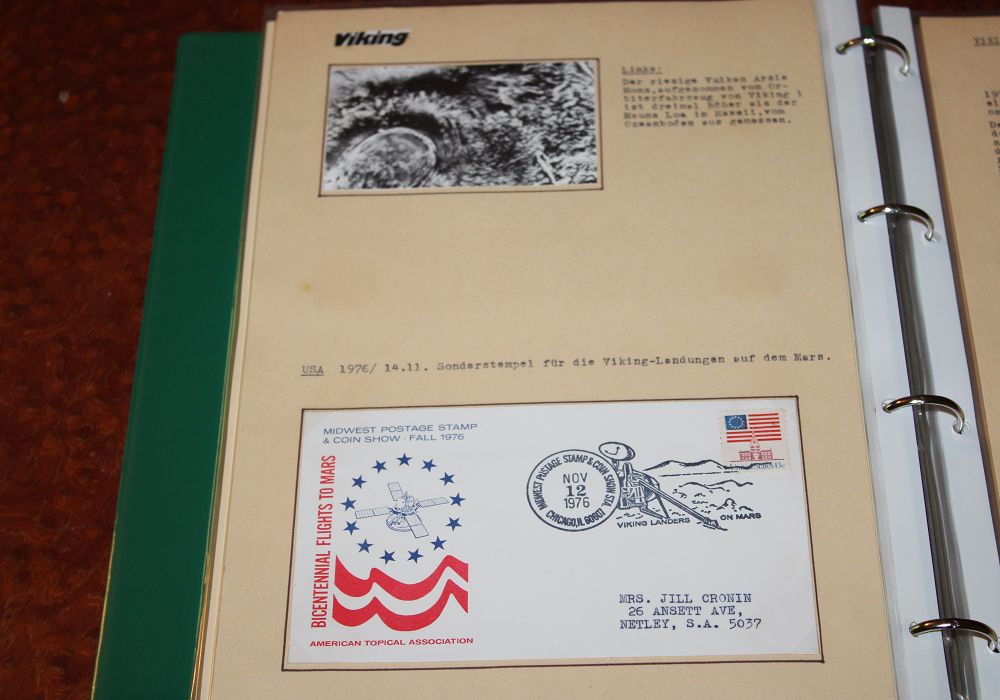 Viking
Links:
Der riesige Vulkan Arsia
Mons,aufgenommen vom Or-
biterfahrzeug von Viking 1
ist dreimal höher als der
Mauna Loa in Hawaii,vom
Ozeanboden aus gemessen.
USA 1976/ 14.11. Sonderstempel für die Viking-Landungen auf dem Mars.
MIDWEST POSTAGE STAMP
& COIN SHOW · FALL 1976
BICENTENNIAL FLIGHTS TO MARS
AMERICAN TOPICAL ASSOCIATION
MIDWEST POSTAGE STAMP & COIN SHOW STA.
NOV
12
1976
CHICAGO, IL 60607
VIKING LANDERS ON MARS
13c
MRS. JILL CRONIN
26 ANSETT AVE,
NETLEY, S.A. 5037